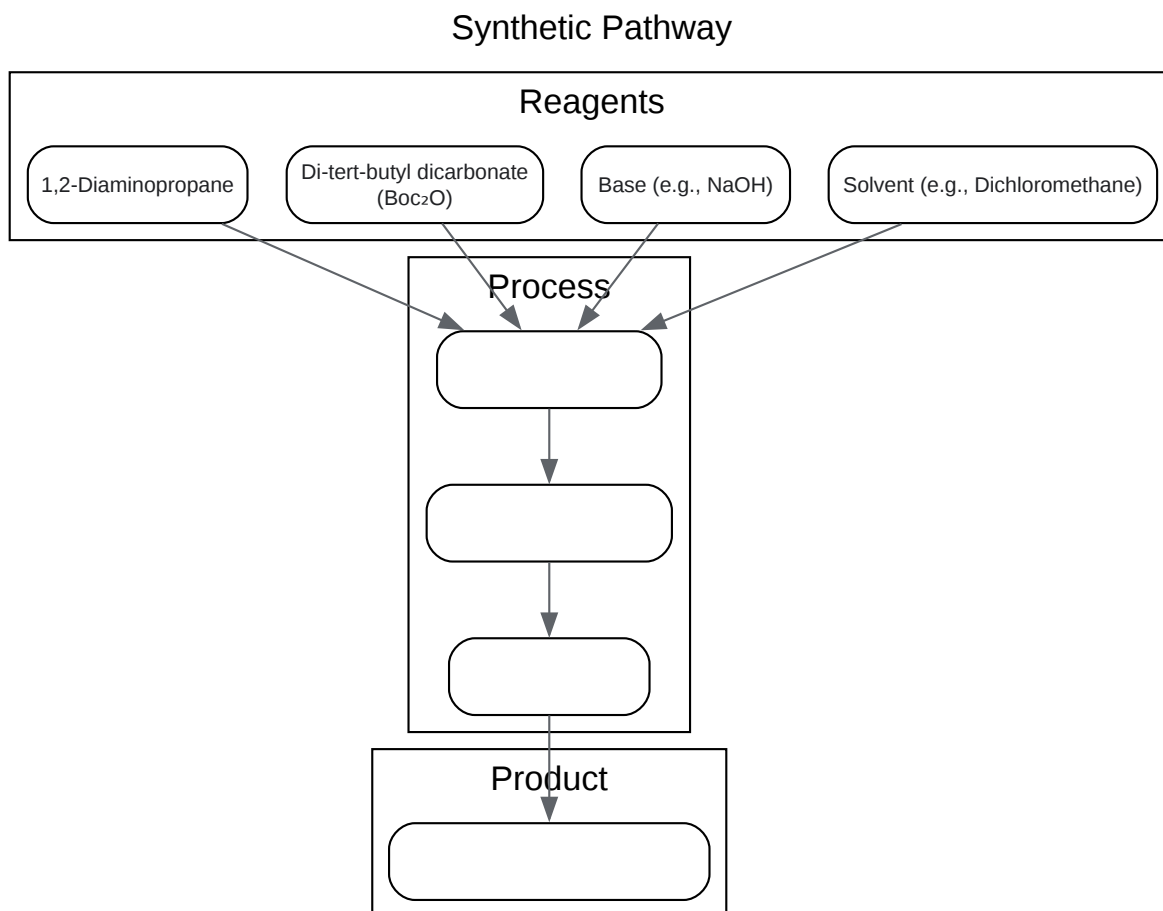 Synthetic Pathway
Reagents
1,2-Diaminopropane
Di-tert-butyl dicarbonate
(Boc₂O)
Base (e.g., NaOH)
Solvent (e.g., Dichloromethane)
Process
Product